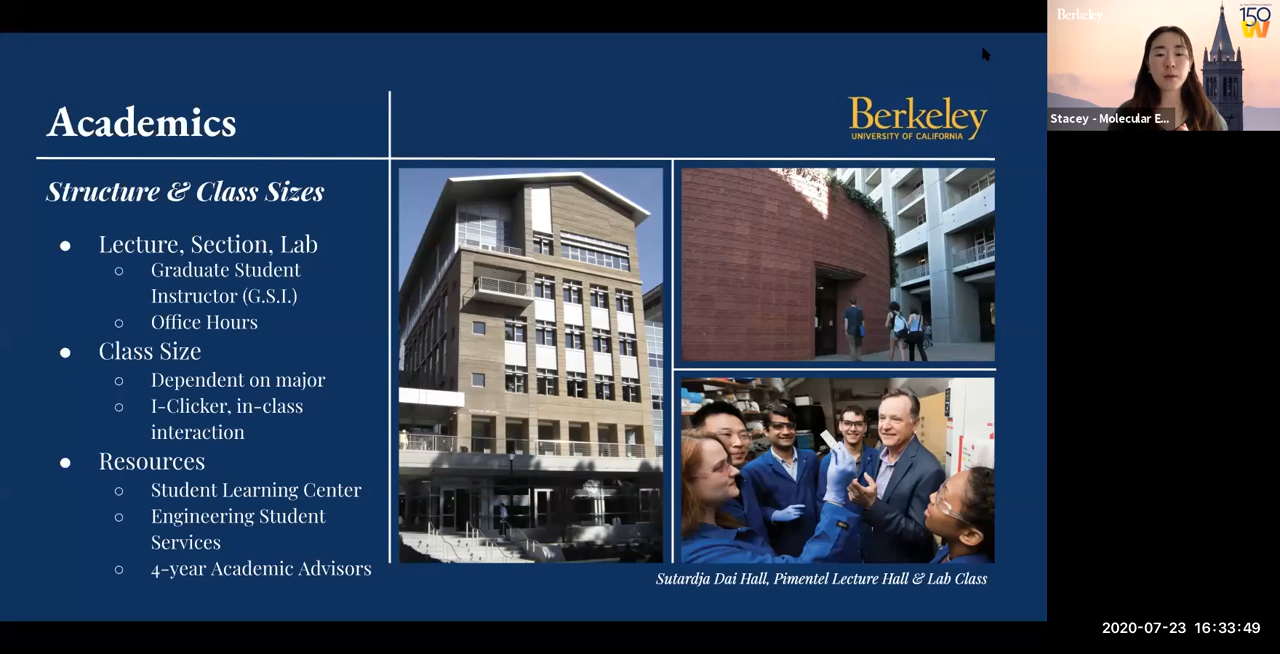 Academics
Berkeley
UNIVERSITY OF CALIFORNIA
Structure & Class Sizes
● Lecture, Section, Lab
○ Graduate Student
Instructor (G.S.I.)
○ Office Hours
● Class Size
○ Dependent on major
○ I-Clicker, in-class
interaction
● Resources
○ Student Learning Center
○ Engineering Student
Services
○ 4-year Academic Advisors
Sutardja Dai Hall, Pimentel Lecture Hall & Lab Class
Berkeley
150
W
Stacey - Molecular E...
2020-07-23 16:33:49